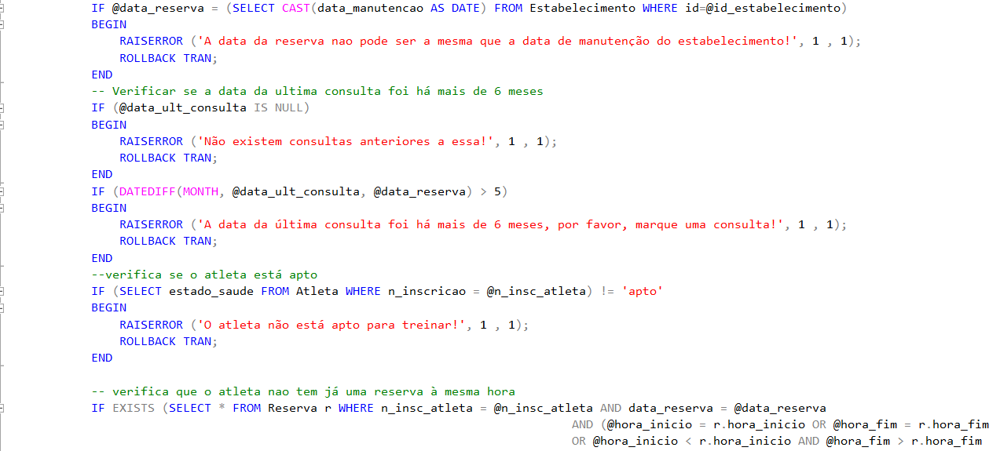 IF @data_reserva = (SELECT CAST(data_manutencao AS DATE) FROM Estabelecimento WHERE id=@id_estabelecimento)
BEGIN
RAISERROR ('A data da reserva nao pode ser a mesma que a data de manutenção do estabelecimento!', 1 , 1);
ROLLBACK TRAN;
END
-- Verificar se a data da ultima consulta foi há mais de 6 meses
IF (@data_ult_consulta IS NULL)
BEGIN
RAISERROR ('Não existem consultas anteriores a essa!', 1 , 1);
ROLLBACK TRAN;
END
IF (DATEDIFF(MONTH, @data_ult_consulta, @data_reserva) > 5)
BEGIN
RAISERROR ('A data da última consulta foi há mais de 6 meses, por favor, marque uma consulta!', 1 , 1);
ROLLBACK TRAN;
END
--verifica se o atleta está apto
IF (SELECT estado_saude FROM Atleta WHERE n_inscricao = @n_insc_atleta) != 'apto'
BEGIN
RAISERROR ('O atleta não está apto para treinar!', 1 , 1);
ROLLBACK TRAN;
END
-- verifica que o atleta nao tem já uma reserva à mesma hora
IF EXISTS (SELECT * FROM Reserva r WHERE n_insc_atleta = @n_insc_atleta AND data_reserva = @data_reserva
AND (@hora_inicio = r.hora_inicio OR @hora_fim = r.hora_fim
OR @hora_inicio < r.hora_inicio AND @hora_fim > r.hora_fim